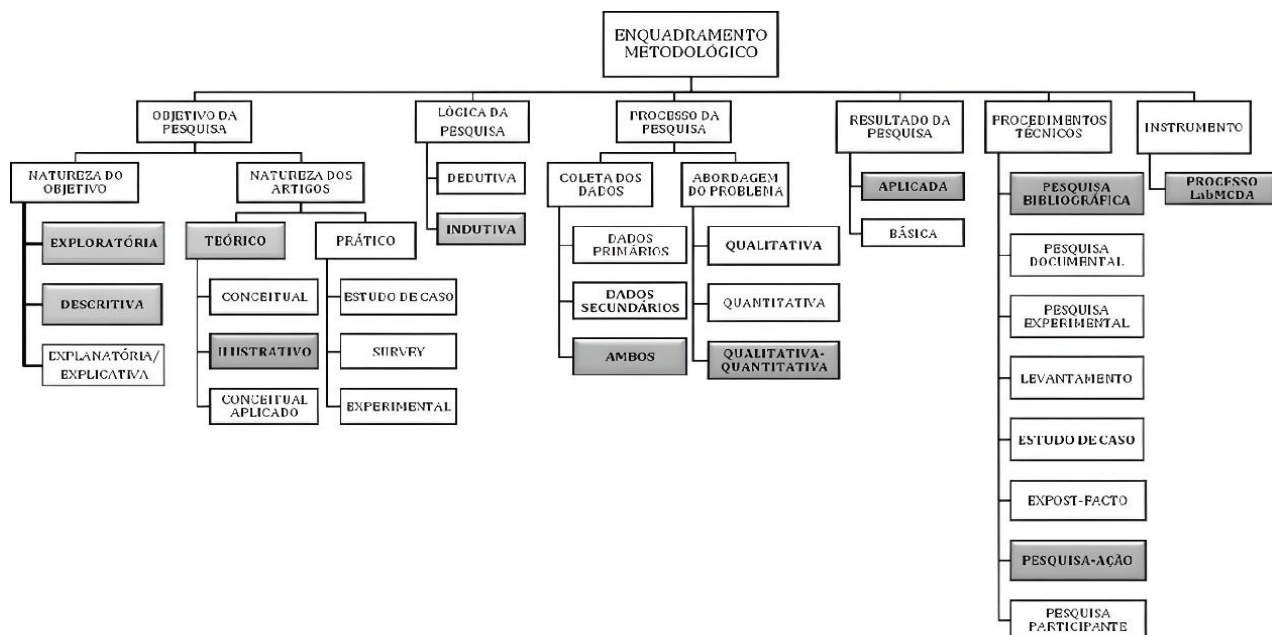 ENQUADRAMENTO
METODOLÓGICO
OBJETIVO DA
PESQUISA
NATUREZA DO
OBJETIVO
EXPLORATÓRIA
DESCRITIVA
EXPLANATÓRIA/
EXPLICATIVA
NATUREZA DOS
ARTIGOS
TEÓRICO
CONCEITUAL
ILUSTRATIVO
CONCEITUAL
APLICADO
PRÁTICO
ESTUDO DE CASO
SURVEY
EXPERIMENTAL
LÓGICA DA
PESQUISA
DEDUTIVA
INDUTIVA
PROCESSO DA
PESQUISA
COLETA DOS
DADOS
DADOS
PRIMÁRIOS
DADOS
SECUNDÁRIOS
AMBOS
ABORDAGEM
DO PROBLEMA
QUALITATIVA
QUANTITATIVA
QUALITATIVA-
QUANTITATIVA
RESULTADO DA
PESQUISA
APLICADA
BÁSICA
PROCEDIMENTOS
TÉCNICOS
PESQUISA
BIBLIOGRÁFICA
PESQUISA
DOCUMENTAL
PESQUISA
EXPERIMENTAL
LEVANTAMENTO
ESTUDO DE CASO
EXPOST-FACTO
PESQUISA-AÇÃO
PESQUISA
PARTICIPANTE
INSTRUMENTO
PROCESSO
LabMCDA